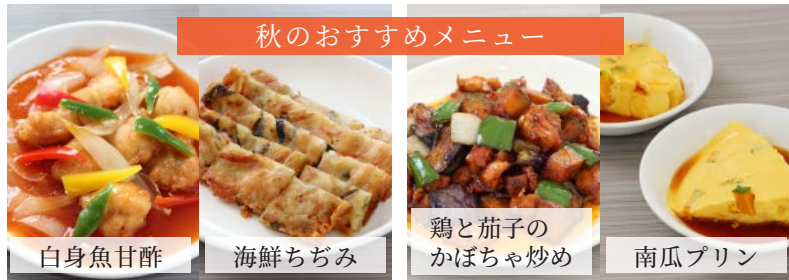 秋のおすすめメニュー
白身魚甘酢
海鮮ちぢみ
鶏と茄子の
かぼちゃ炒め
南瓜プリン